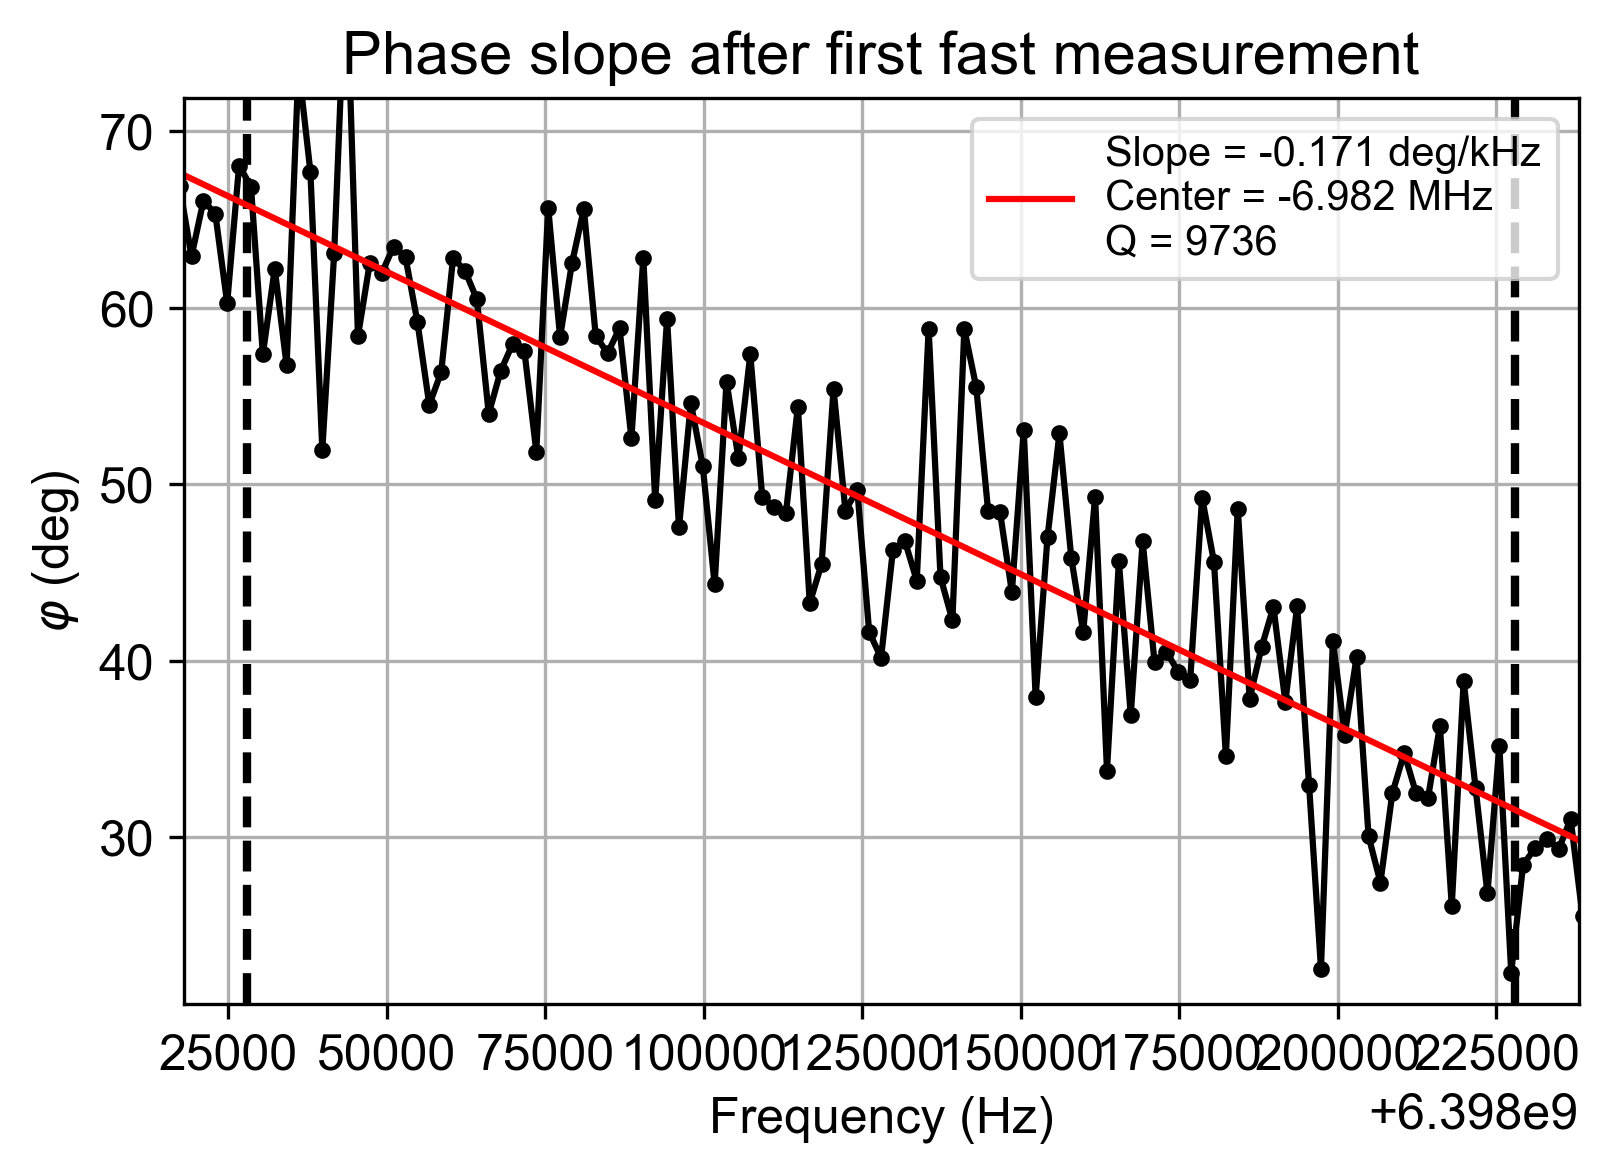 Phase slope after first fast measurement
Slope = -0.171 deg/kHz
Center = -6.982 MHz
Q = 9736
φ (deg)
70
60
50
40
30
25000 50000 75000 100000 125000 150000 175000 200000 225000
Frequency (Hz)
+6.398e9